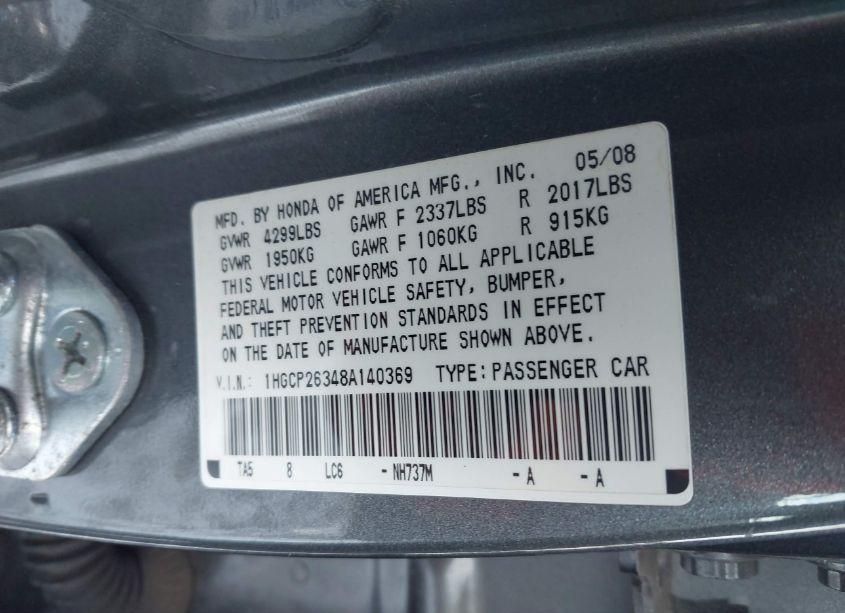 MFD. BY HONDA OF AMERICA MFG., INC. 05/08
GVWR 4299LBS GAWR F 2337LBS R 2017LBS
GVWR 1950KG GAWR F 1060KG R 915KG
THIS VEHICLE CONFORMS TO ALL APPLICABLE
FEDERAL MOTOR VEHICLE SAFETY, BUMPER,
AND THEFT PREVENTION STANDARDS IN EFFECT
ON THE DATE OF MANUFACTURE SHOWN ABOVE.
V.I.N.: 1HGCP26348A140369 TYPE:PASSENGER CAR
TA5 8 LC6 -NH737M -A -A